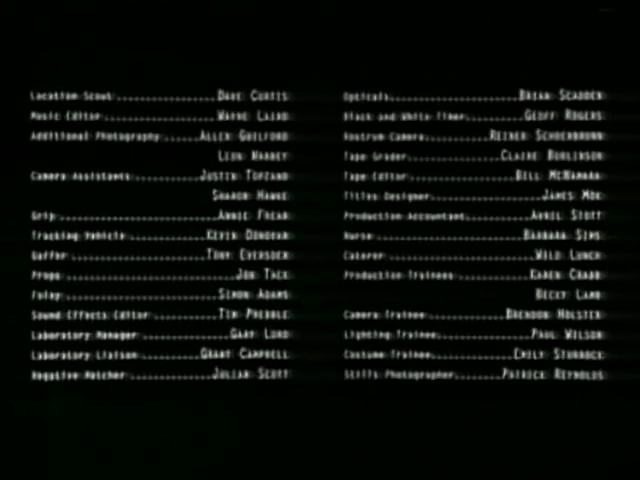 Location Scout..............Dave Curtis
Music Editor................Wayne Laird
Additional Photography......Allen Guilford
Leon Narbey
Camera Assistants...........Justin
Sharon Hawke
Grip........................Annie Frear
Tracking Vehicle............Kevin Donovan
Gaffer......................Tony
Props.......................Jon Tack
Foley.......................Simon Adams
Sound Effects Editor........Tim Prebble
Laboratory Manager..........Gary Lord
Laboratory Liaison..........Grant Campbell
Negative Matcher............Julian Scott
Opticals....................Brian Scadden
Black and White Timer.......Geoff Rogers
Rostrum Camera..............Reiner Schoenbrunn
Tape Grader.................Claire Burlinson
Tape Editor.................Bill McNamara
Titles Designer.............James Mok
Production Accountant.......Avril Stott
Nurse.......................Barbara Sims
Caterer.....................Wild Lunch
Production Trainees.........Karen Crabb
Becky Lamb
Camera Trainee..............Brendon Holster
Lighting Trainee............Paul Wilson
Costume Trainee.............Emily Sturrock
Stills Photographer.........Patrick Reynolds